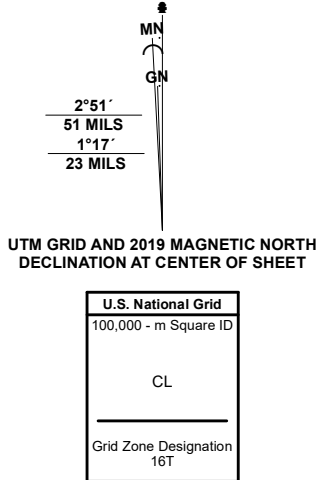 MN
GN
2°51´
51 MILS
1°17´
23 MILS
UTM GRID AND 2019 MAGNETIC NORTH
DECLINATION AT CENTER OF SHEET
U.S. National Grid
100,000 - m Square ID
CL
Grid Zone Designation
16T